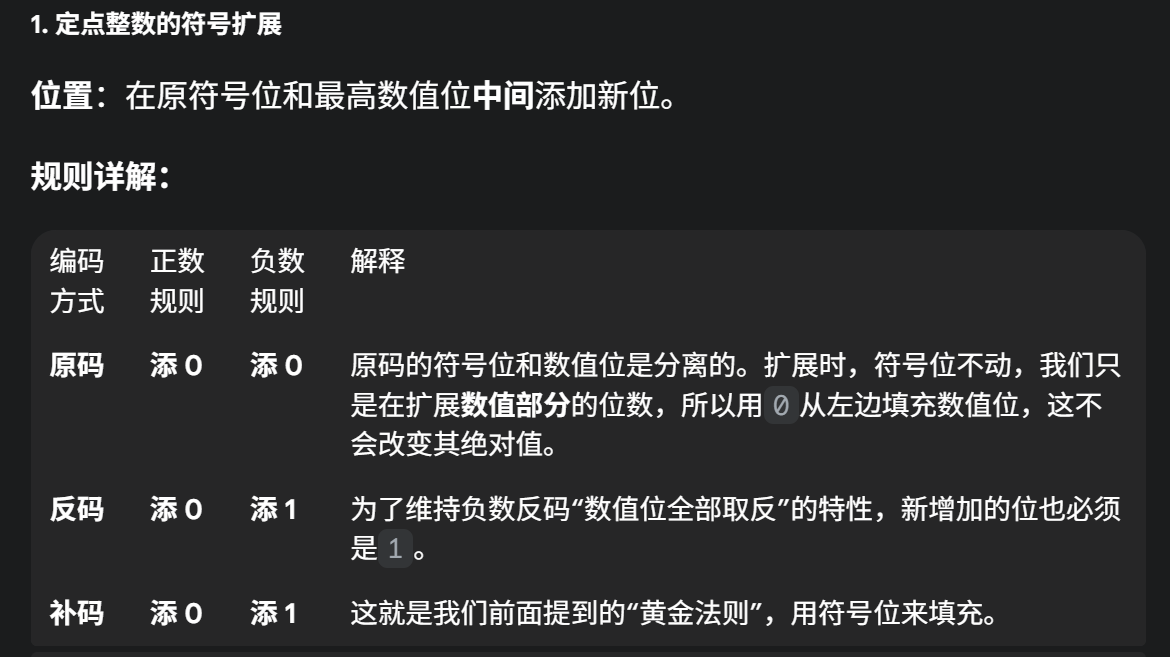 1. 定点整数的符号扩展
位置：在原符号位和最高数值位中间添加新位。
规则详解：
编码 正数 负数 解释
方式 规则 规则
原码 添 0 添 0 原码的符号位和数值位是分离的。扩展时，符号位不动，我们只
是在扩展数值部分的位数，所以用 0 从左边填充数值位，这不
会改变其绝对值。
反码 添 0 添 1 为了维持负数反码“数值位全部取反”的特性，新增加的位也必须
是 1 。
补码 添 0 添 1 这就是我们前面提到的“黄金法则”，用符号位来填充。